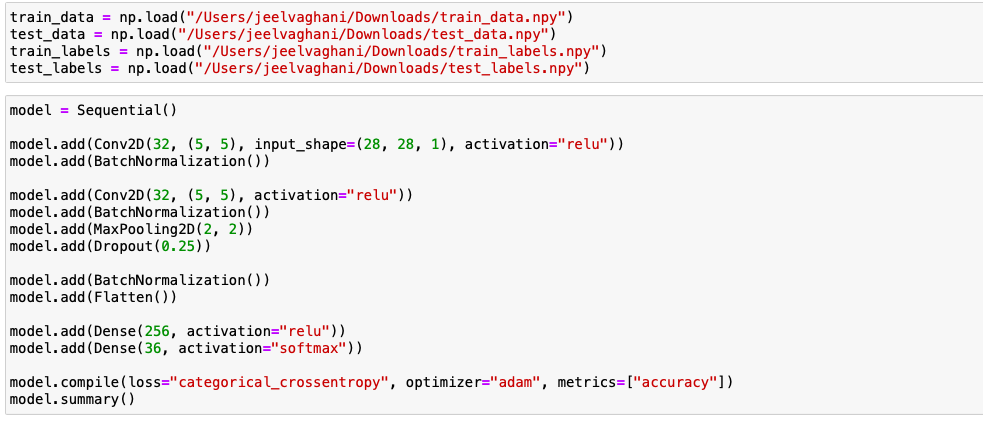 train_data = np.load("/Users/jeelvaghani/Downloads/train_data.npy")
test_data = np.load("/Users/jeelvaghani/Downloads/test_data.npy")
train_labels = np.load("/Users/jeelvaghani/Downloads/train_labels.npy")
test_labels = np.load("/Users/jeelvaghani/Downloads/test_labels.npy")
model = Sequential()
model.add(Conv2D(32, (5, 5), input_shape=(28, 28, 1), activation="relu"))
model.add(BatchNormalization())
model.add(Conv2D(32, (5, 5), activation="relu"))
model.add(BatchNormalization())
model.add(MaxPooling2D(2, 2))
model.add(Dropout(0.25))
model.add(BatchNormalization())
model.add(Flatten())
model.add(Dense(256, activation="relu"))
model.add(Dense(36, activation="softmax"))
model.compile(loss="categorical_crossentropy", optimizer="adam", metrics=["accuracy"])
model.summary()